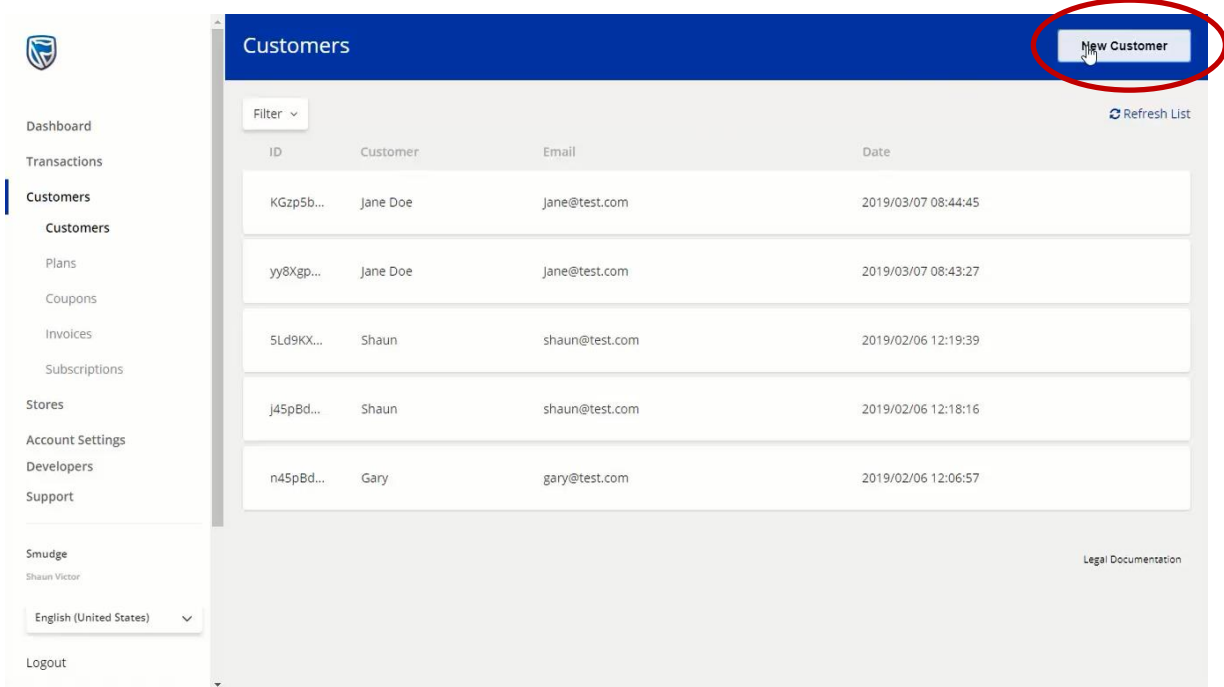 Customers
New Customer
Dashboard
Transactions
Customers
Customers
Plans
Coupons
Invoices
Subscriptions
Stores
Account Settings
Developers
Support
Smudge
Shaun Victor
English (United States)
Logout
Filter
Refresh List
ID Customer Email Date
KGzp5b... Jane Doe Jane@test.com 2019/03/07 08:44:45
yy8Xgp... Jane Doe Jane@test.com 2019/03/07 08:43:27
5Ld9KX... Shaun shaun@test.com 2019/02/06 12:19:39
j45pBd... Shaun shaun@test.com 2019/02/06 12:18:16
n45pBd... Gary gary@test.com 2019/02/06 12:06:57
Legal Documentation